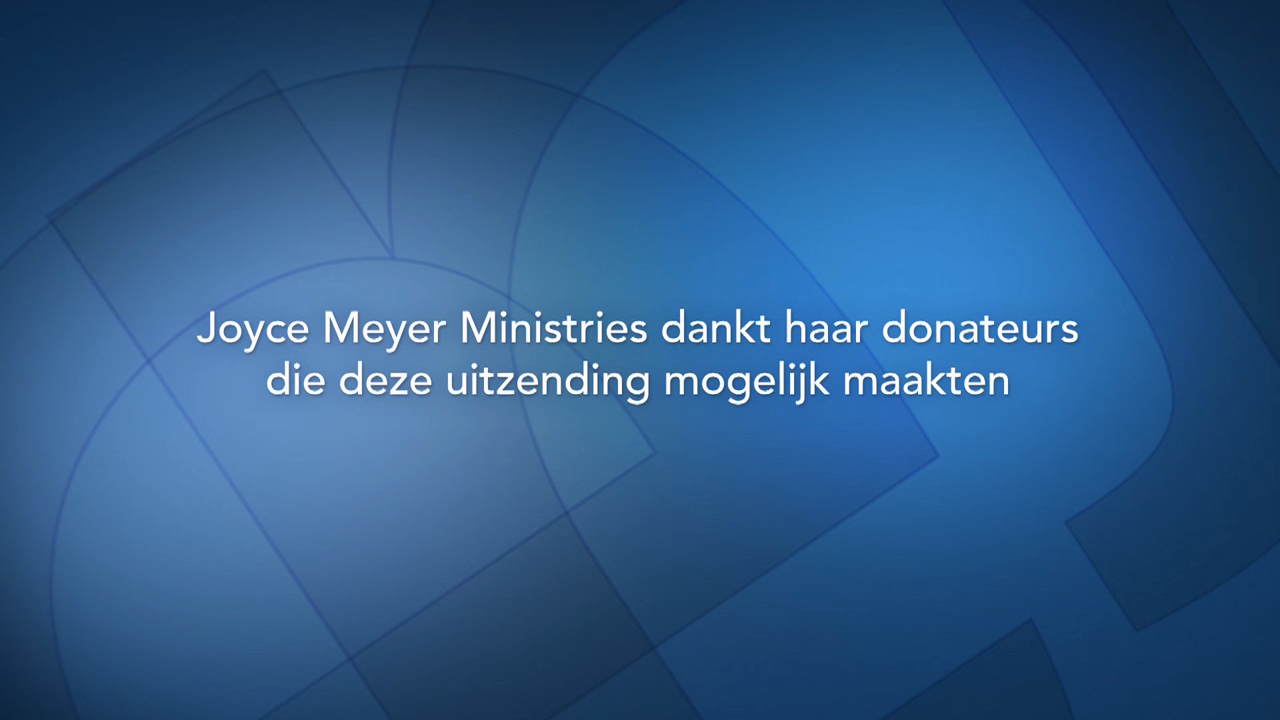 Joyce Meyer Ministries dankt haar donateurs
die deze uitzending mogelijk maakten